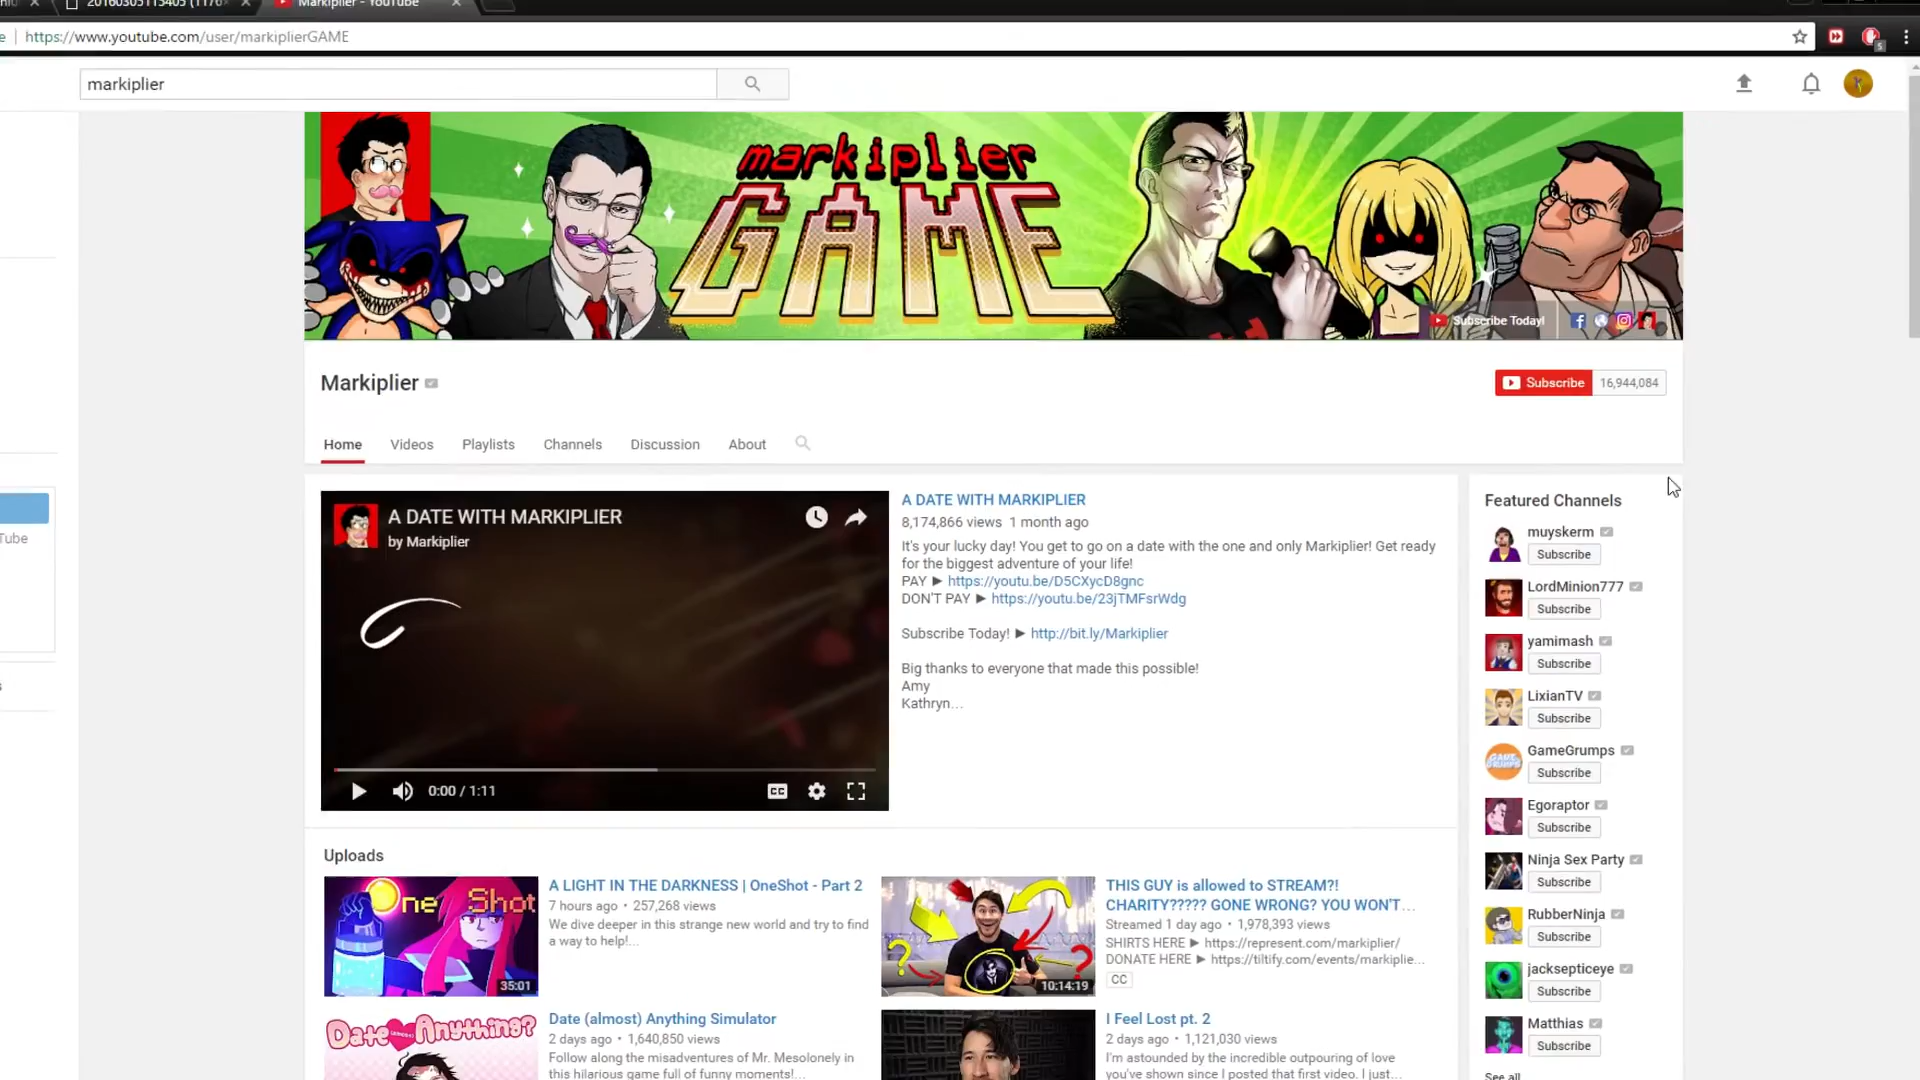 20160305113405 (1176×
Markiplier - YouTube
https://www.youtube.com/user/markiplierGAME
5
markiplier
markiplier
GAME
Subscribe Today!
Markiplier
Subscribe 16,944,084
Home Videos Playlists Channels Discussion About
A DATE WITH MARKIPLIER
by Markiplier
0:00 / 1:11
CC
A DATE WITH MARKIPLIER
8,174,866 views 1 month ago
It's your lucky day! You get to go on a date with the one and only Markiplier! Get ready
for the biggest adventure of your life!
PAY ► https://youtu.be/D5CXycD8gnc
DON'T PAY ► https://youtu.be/23jTMFsrWdg
Subscribe Today! ► http://bit.ly/Markiplier
Big thanks to everyone that made this possible!
Amy
Kathryn...
Tube
Featured Channels
muyskerm
Subscribe
LordMinion777
Subscribe
yamimash
Subscribe
LixianTV
Subscribe
GameGrumps
Subscribe
Egoraptor
Subscribe
Ninja Sex Party
Subscribe
RubberNinja
Subscribe
jacksepticeye
Subscribe
Matthias
Subscribe
See all
Uploads
One Shot
35:01
A LIGHT IN THE DARKNESS | OneShot - Part 2
7 hours ago • 257,268 views
We dive deeper in this strange new world and try to find
a way to help!...
10:14:19
THIS GUY is allowed to STREAM?!
CHARITY????? GONE WRONG? YOU WON'T...
Streamed 1 day ago • 1,978,393 views
SHIRTS HERE ► https://represent.com/markiplier/
DONATE HERE ► https://tiltify.com/events/markiplie...
CC
Date Anything?
Date (almost) Anything Simulator
2 days ago • 1,640,850 views
Follow along the misadventures of Mr. Mesolonely in
this hilarious game full of funny moments!...
I Feel Lost pt. 2
2 days ago • 1,121,030 views
I'm astounded by the incredible outpouring of love
you've shown since I posted that first video. I just...